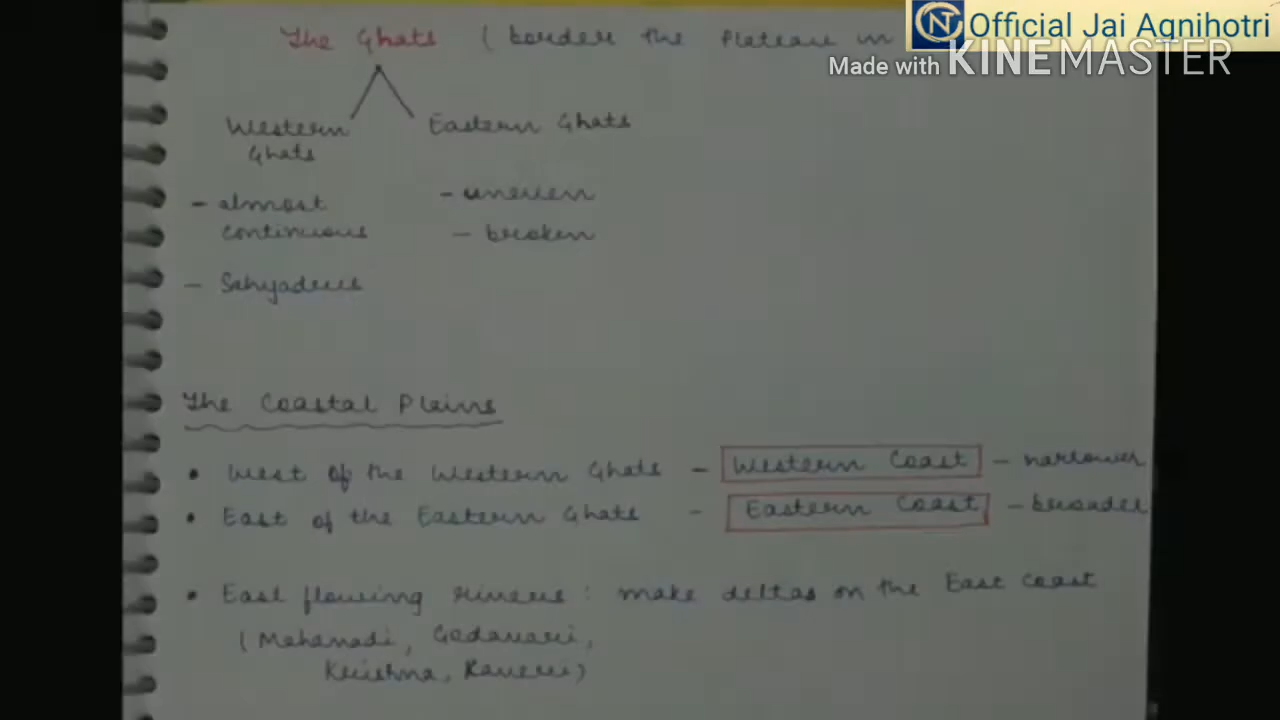 The Ghats ( border the Plateau in
Official Jai Agnihotri
Made with KINEMASTER
Western Ghats
Eastern Ghats
- almost continuous
- uneven
- broken
- Sahyadris
The Coastal Plains
• West of the Western Ghats - Western Coast - narrower
• East of the Eastern Ghats - Eastern Coast - broader
• East flowing rivers : make deltas on the East Coast
( Mahanadi, Godavari,
Krishna, Kaveri )